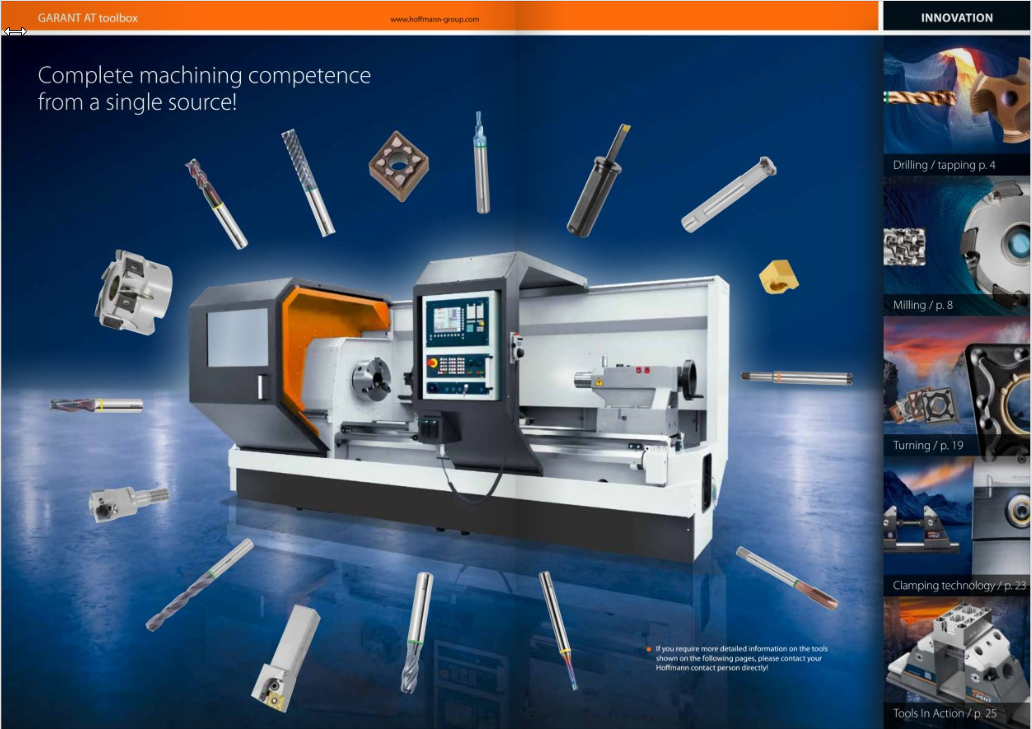 GARANT AT toolbox
www.hoffmann-group.com
INNOVATION
Complete machining competence
from a single source!
Drilling / tapping p. 4
Milling / p. 8
Turning / p. 19
Clamping technology / p. 23
Tools In Action / p. 25
If you require more detailed information on the tools
shown on the following pages, please contact your
Hoffmann contact person directly!